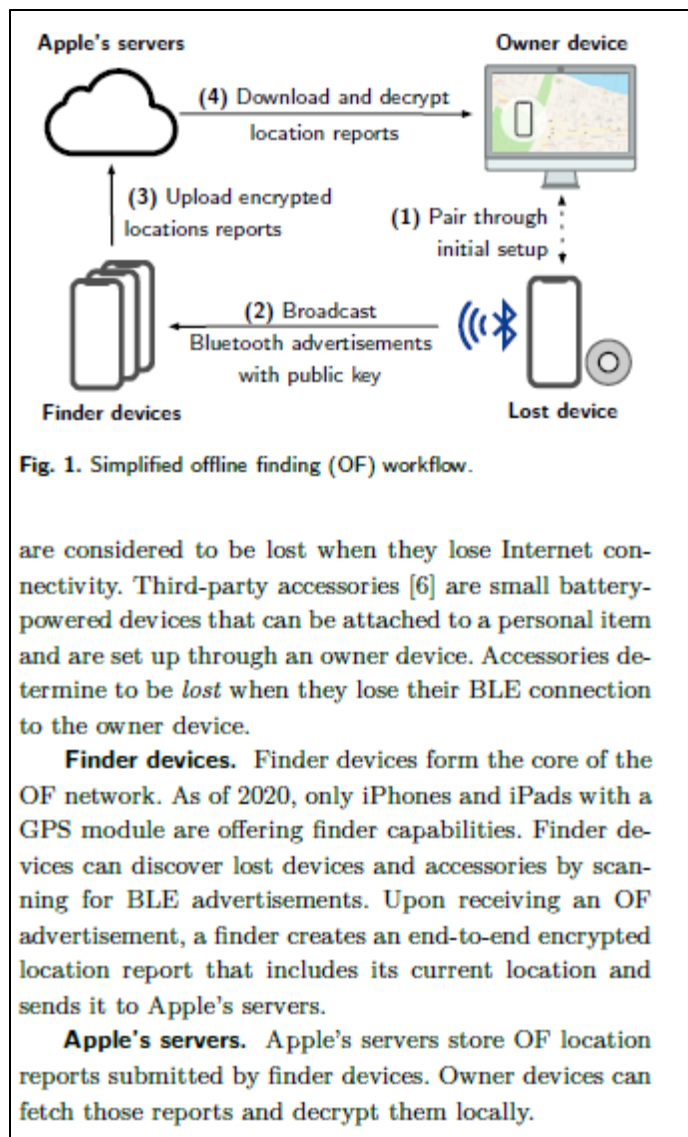 Apple's servers
Owner device
(4) Download and decrypt
location reports
(3) Upload encrypted
locations reports
(1) Pair through
initial setup
(2) Broadcast
Bluetooth advertisements
with public key
Finder devices
Lost device
Fig. 1. Simplified offline finding (OF) workflow.
are considered to be lost when they lose Internet con-
nectivity. Third-party accessories [6] are small battery-
powered devices that can be attached to a personal item
and are set up through an owner device. Accessories de-
termine to be lost when they lose their BLE connection
to the owner device.
Finder devices. Finder devices form the core of the
OF network. As of 2020, only iPhones and iPads with a
GPS module are offering finder capabilities. Finder de-
vices can discover lost devices and accessories by scan-
ning for BLE advertisements. Upon receiving an OF
advertisement, a finder creates an end-to-end encrypted
location report that includes its current location and
sends it to Apple's servers.
Apple's servers. Apple's servers store OF location
reports submitted by finder devices. Owner devices can
fetch those reports and decrypt them locally.